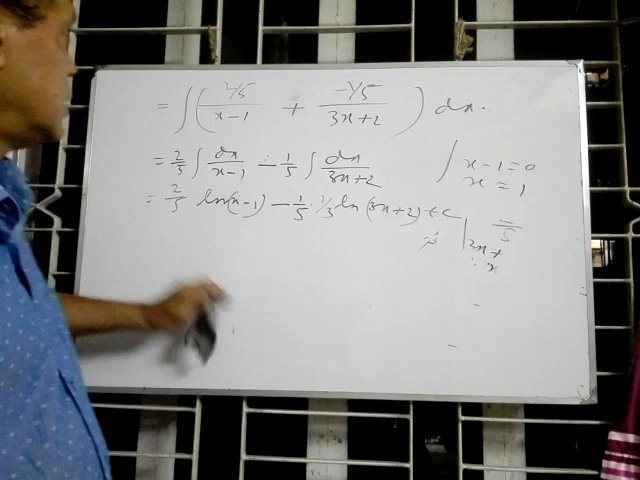 = ∫ ( 2/5 / x-1 + -1/5 / 3x+2 ) dx.
= 2/5 ∫ dx / x-1 - 1/5 ∫ dx / 3x+2
x-1=0
x = 1
= 2/5 ln(x-1) - 1/5 · 1/3 ln (3x+2) + c